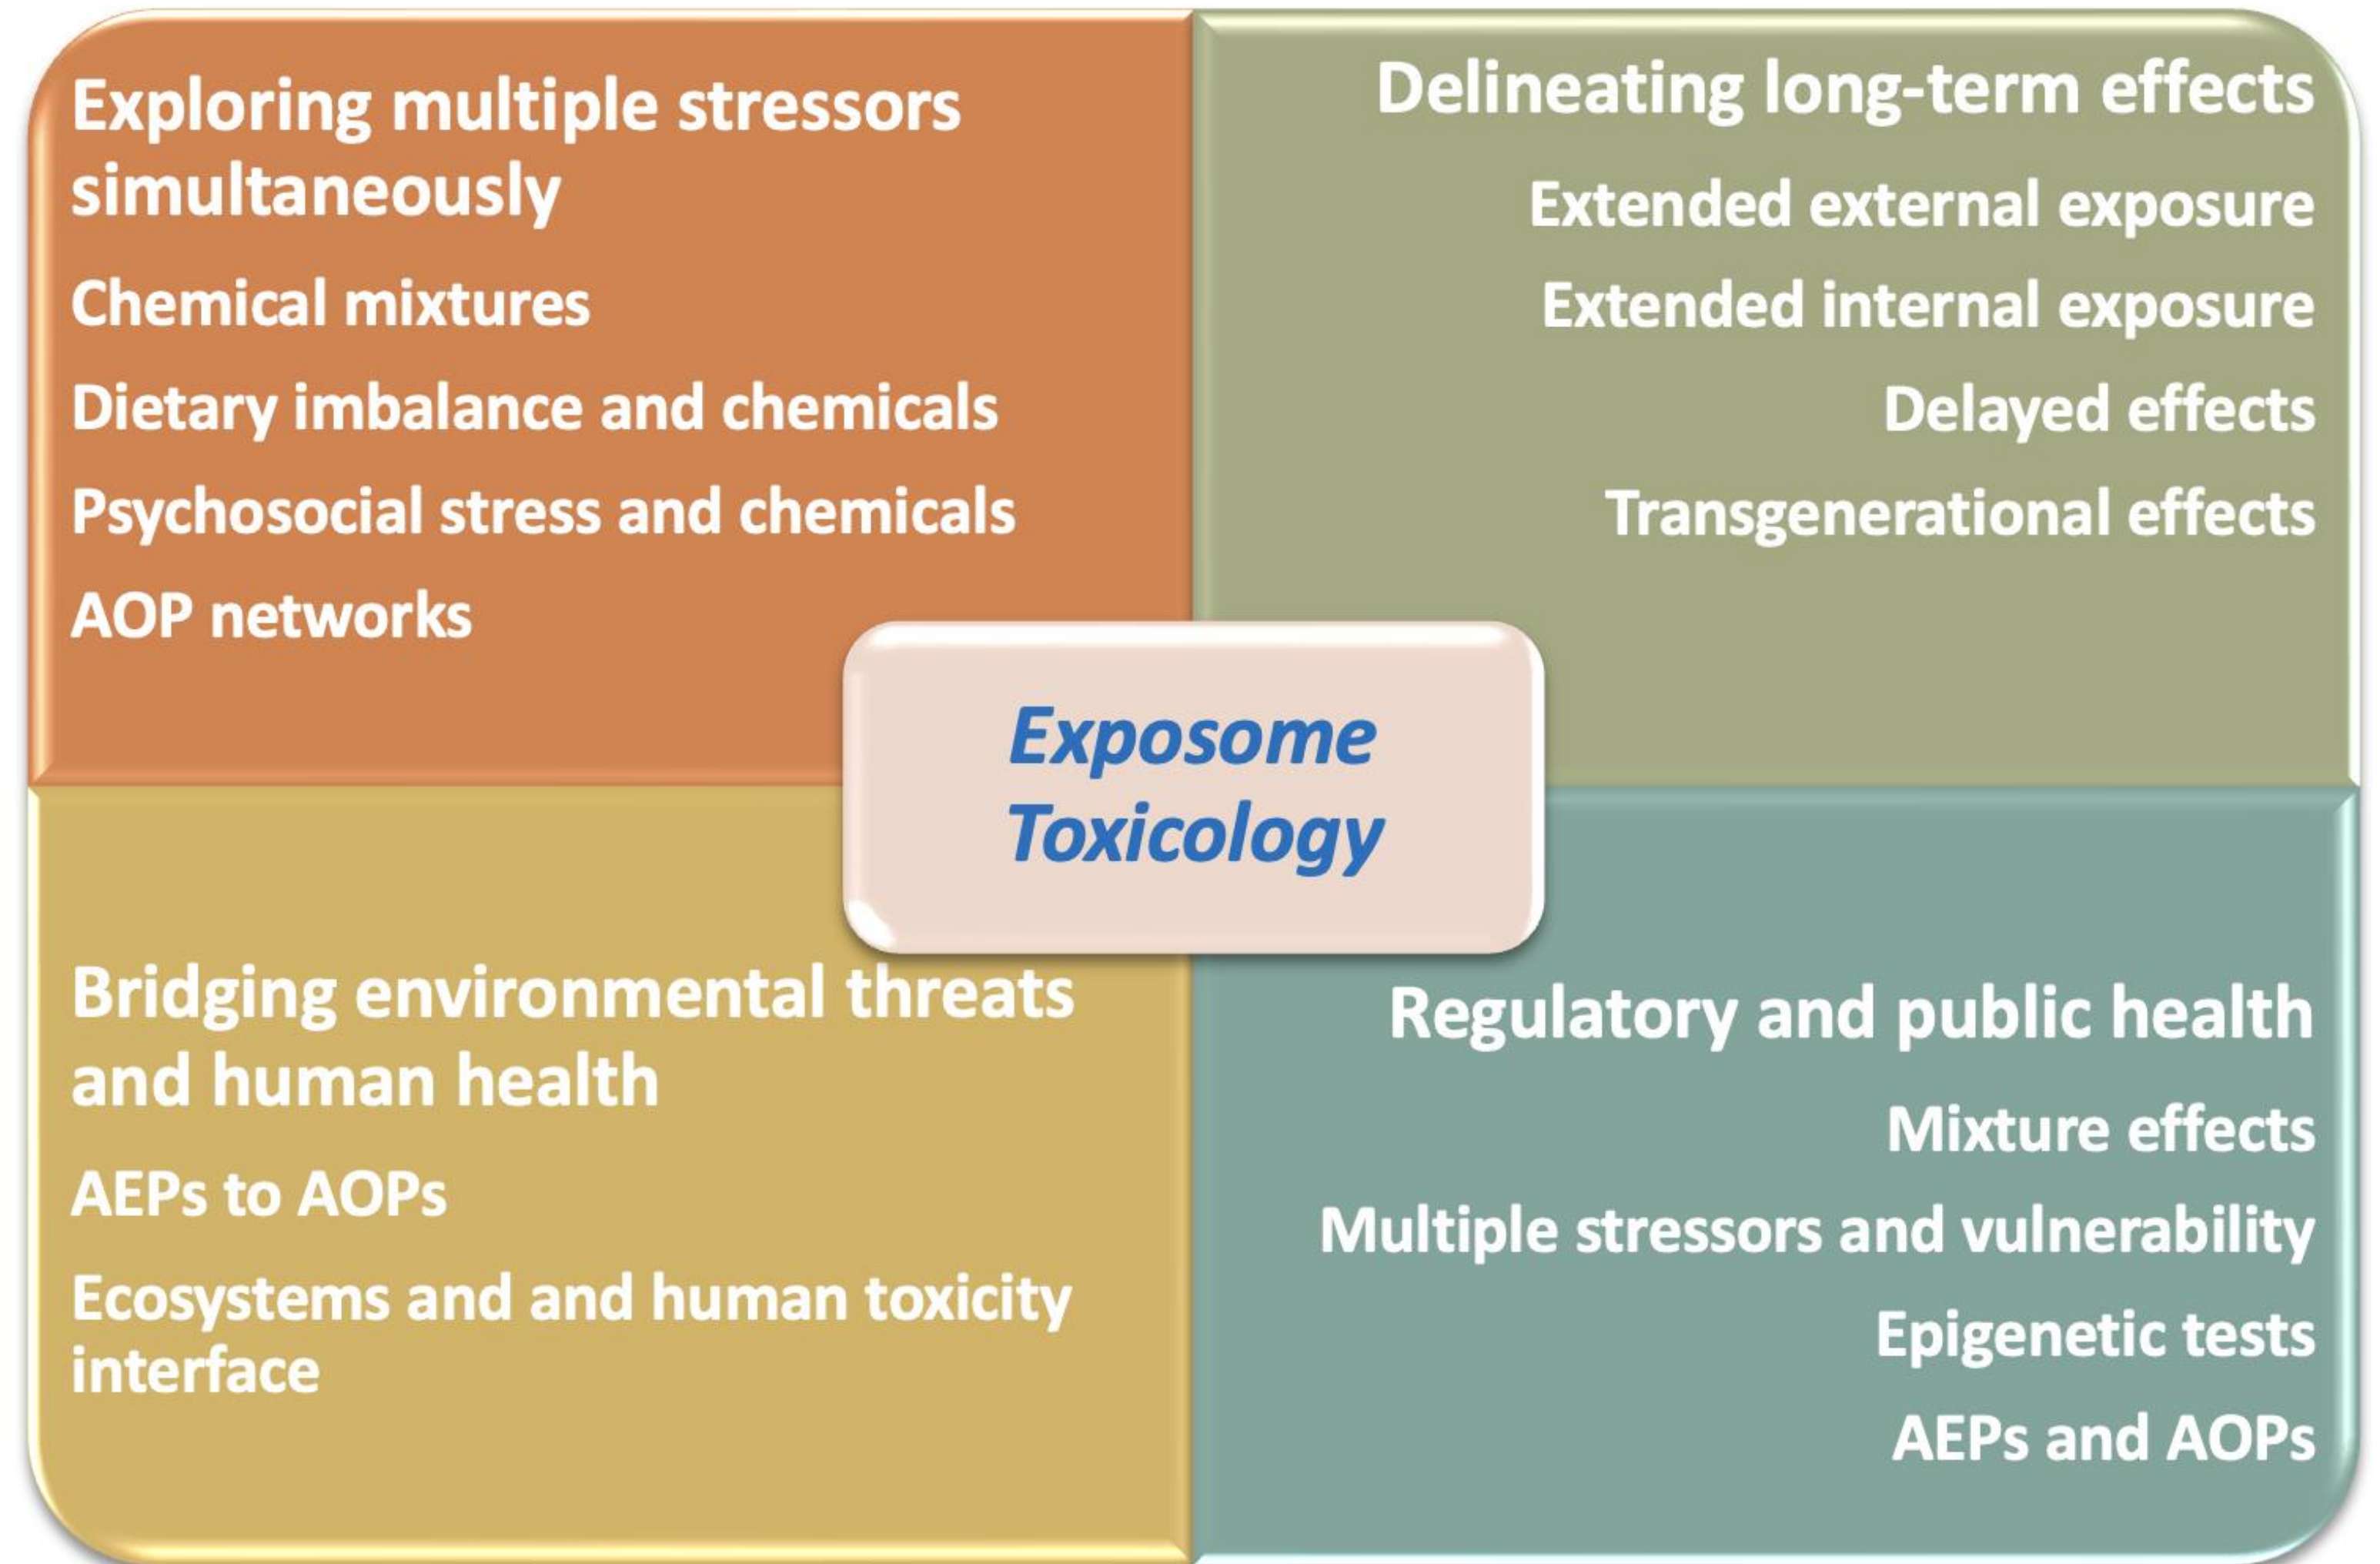 Exploring multiple stressors
simultaneously
Chemical mixtures
Dietary imbalance and chemicals
Psychosocial stress and chemicals
AOP networks
Delineating long-term effects
Extended external exposure
Extended internal exposure
Delayed effects
Transgenerational effects
Exposome
Toxicology
Bridging environmental threats
and human health
AEPs to AOPs
Ecosystems and and human toxicity
interface
Regulatory and public health
Mixture effects
Multiple stressors and vulnerability
Epigenetic tests
AEPs and AOPs